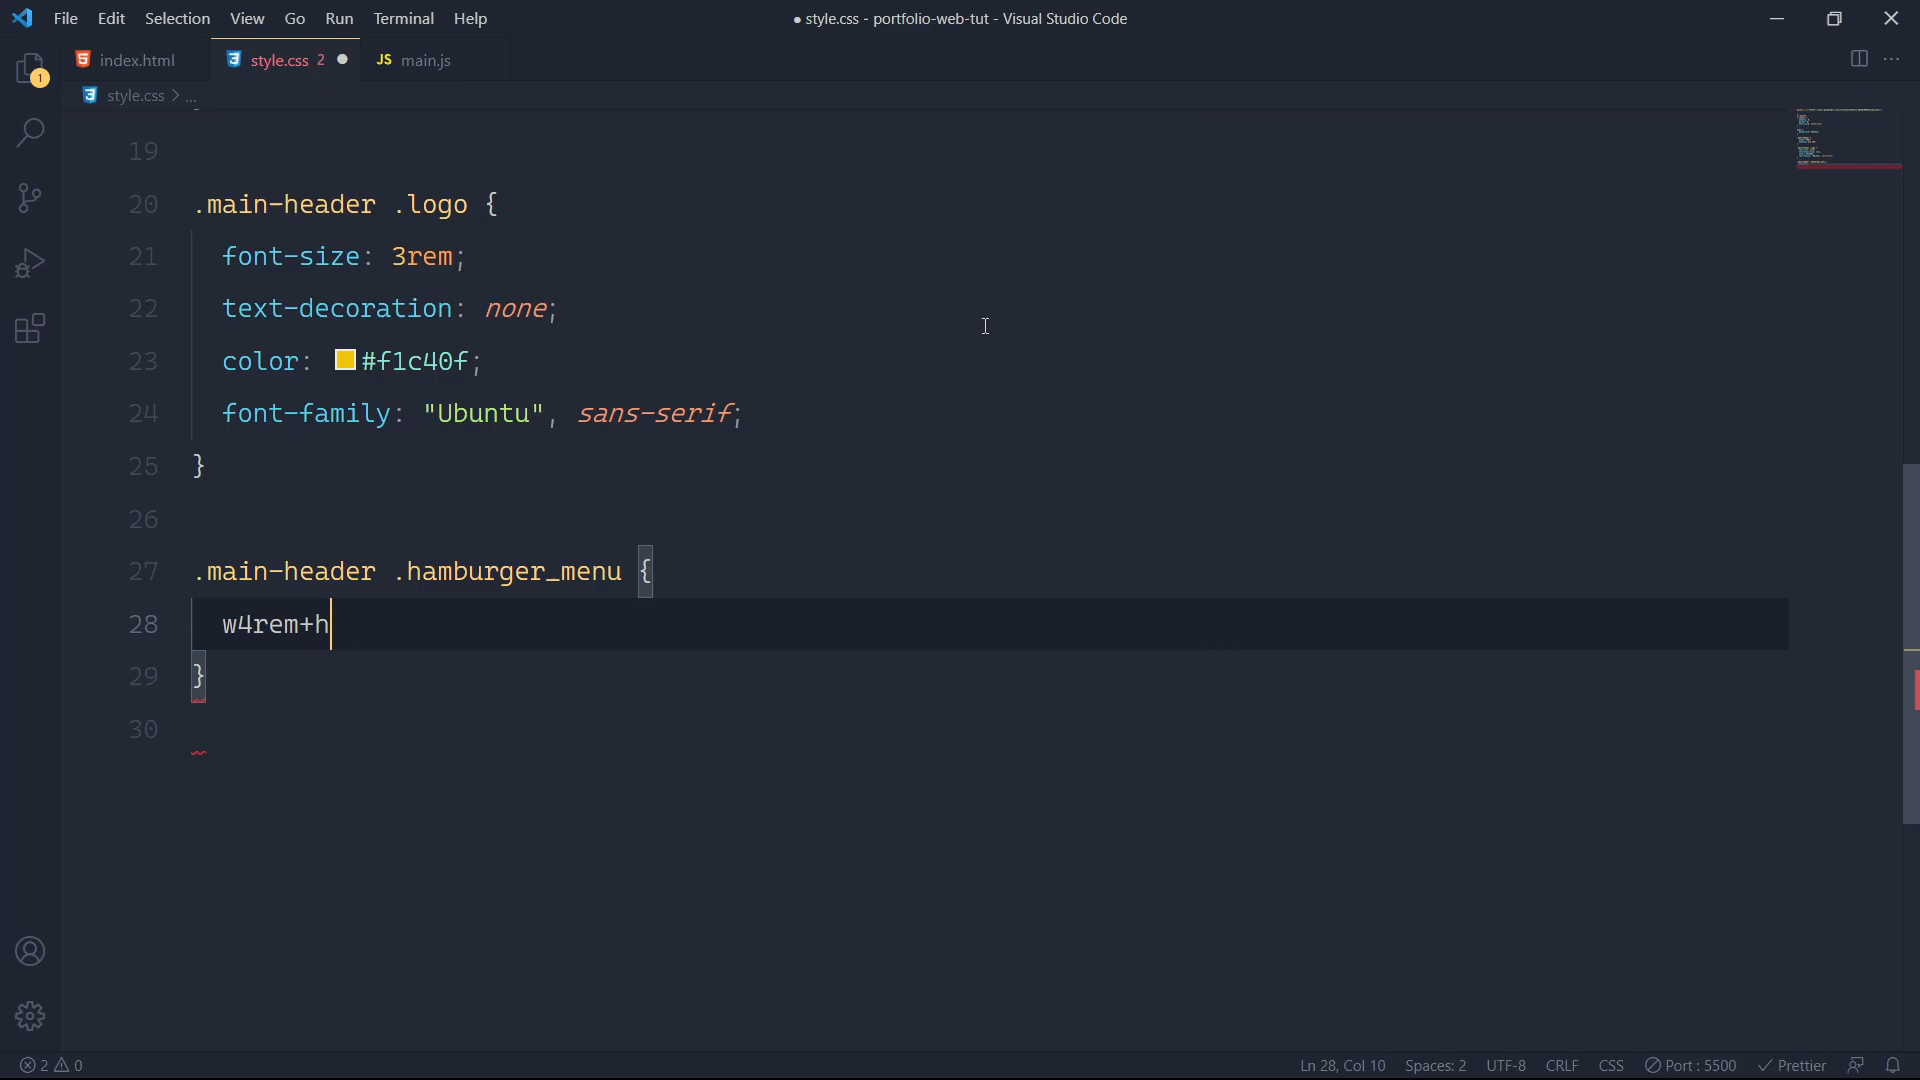 File Edit Selection View Go Run Terminal Help
● style.css - portfolio-web-tut - Visual Studio Code
index.html
style.css 2 ●
JS main.js
style.css > ...
1
19
20 .main-header .logo {
21 font-size: 3rem;
22 text-decoration: none;
23 color: #f1c40f;
24 font-family: "Ubuntu", sans-serif;
25 }
26
27 .main-header .hamburger_menu {
28 w4rem+h
29 }
30
2 0
Ln 28, Col 10 Spaces: 2 UTF-8 CRLF CSS Port : 5500 Prettier